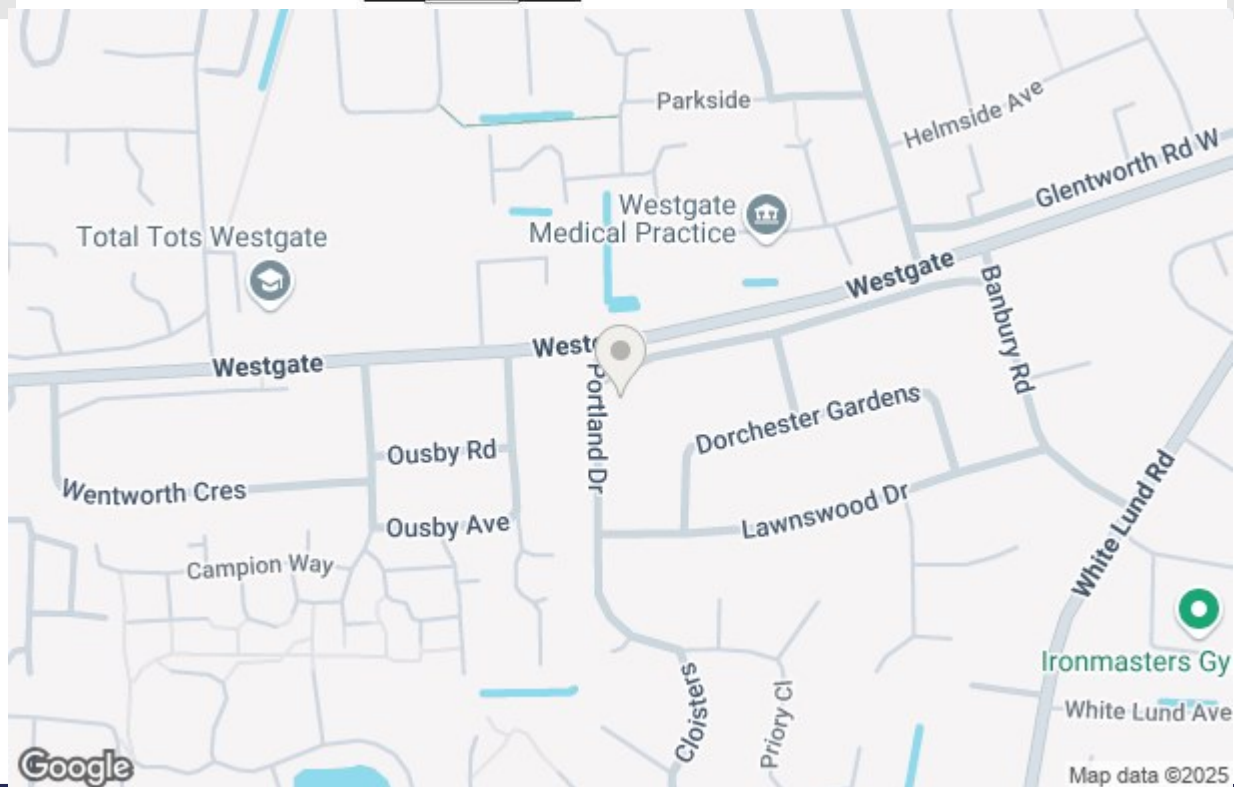 Parkside
Helmside Ave
Glentworth Rd W
Westgate
Medical Practice
Total Tots Westgate
Westgate
Banbury Rd
Westgate
Portland Dr
Dorchester Gardens
Ousby Rd
Wentworth Cres
Ousby Ave
Lawnswood Dr
White Lund Rd
Campion Way
Ironmasters Gy
Cloisters
Priory Cl
White Lund Ave
Google
Map data ©2025